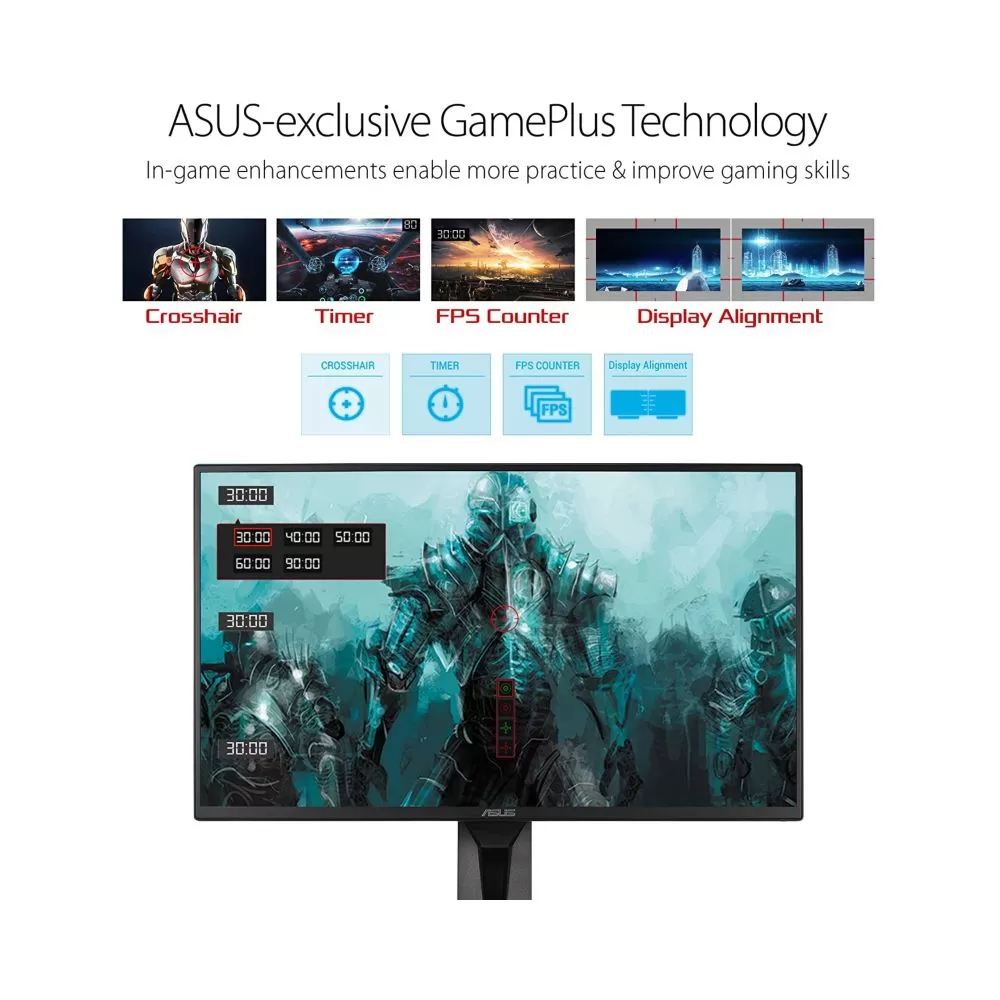 ASUS-exclusive GamePlus Technology
In-game enhancements enable more practice & improve gaming skills
80
30:00
Crosshair
Timer
FPS Counter
Display Alignment
CROSSHAIR
TIMER
FPS COUNTER
Display Alignment
FPS
30:00
30:00 40:00 50:00
60:00 90:00
30:00
30:00
ASUS